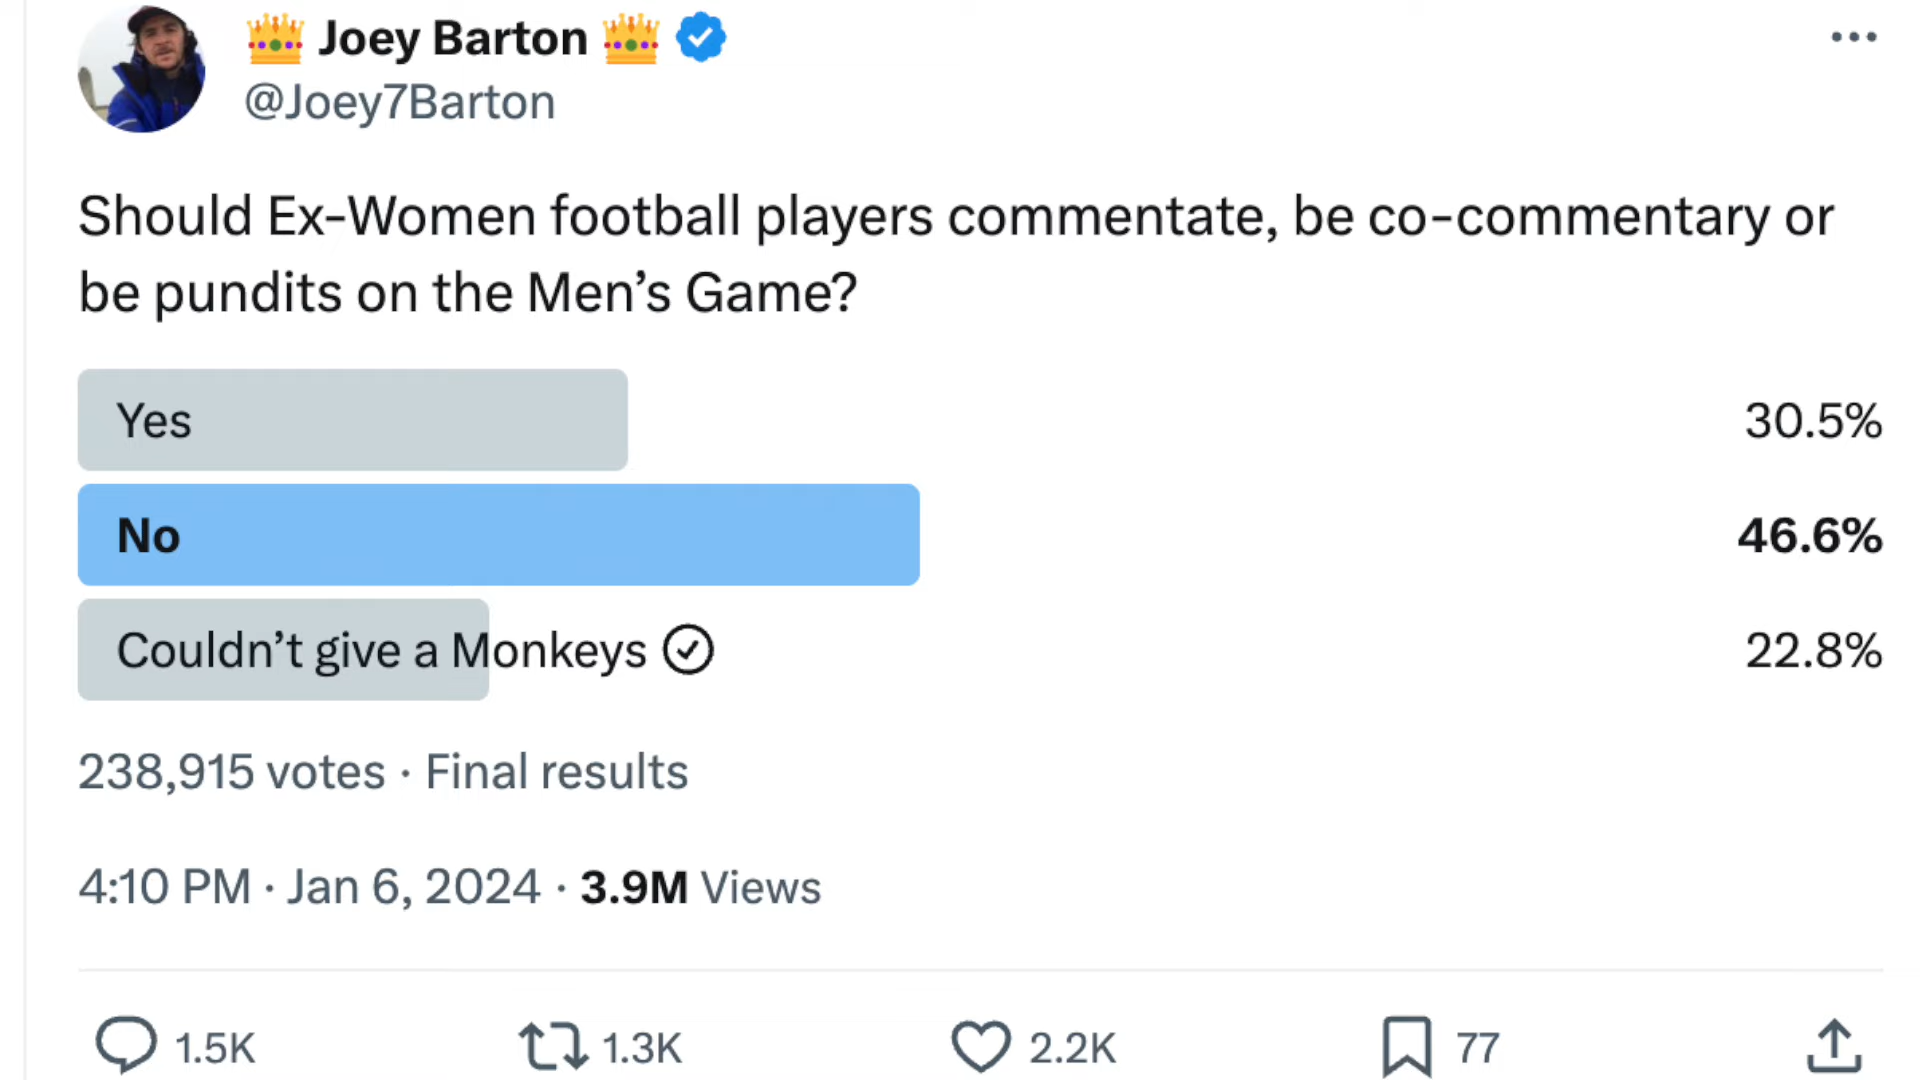 👑 Joey Barton 👑
@Joey7Barton
Should Ex-Women football players commentate, be co-commentary or
be pundits on the Men’s Game?
Yes 30.5%
No 46.6%
Couldn’t give a Monkeys 22.8%
238,915 votes · Final results
4:10 PM · Jan 6, 2024 · 3.9M Views
1.5K 1.3K 2.2K 77